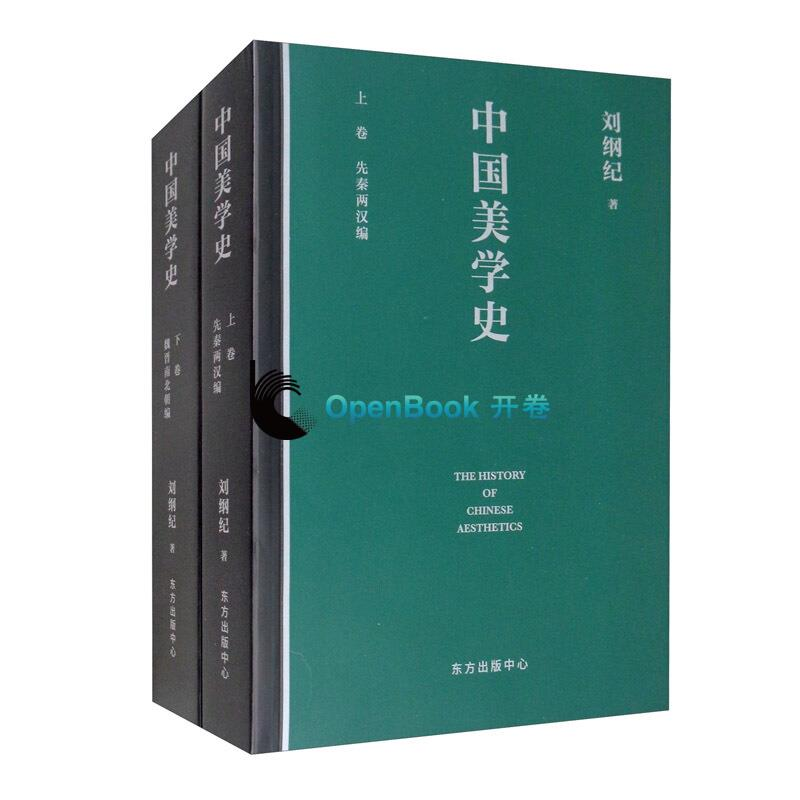 中国美学史
下卷
魏晋南北朝编
刘纲纪 著
东方出版中心
中国美学史
上卷
先秦两汉编
刘纲纪 著
东方出版中心
刘纲纪 著
中国美学史
上卷 先秦两汉编
OpenBook 开卷
THE HISTORY
OF
CHINESE
AESTHETICS
东方出版中心